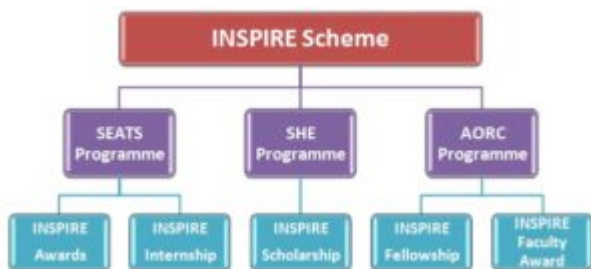 INSPIRE Scheme
SEATS
Programme
SHE
Programme
AORC
Programme
INSPIRE
Awards
INSPIRE
Internship
INSPIRE
Scholarship
INSPIRE
Fellowship
INSPIRE
Faculty
Award